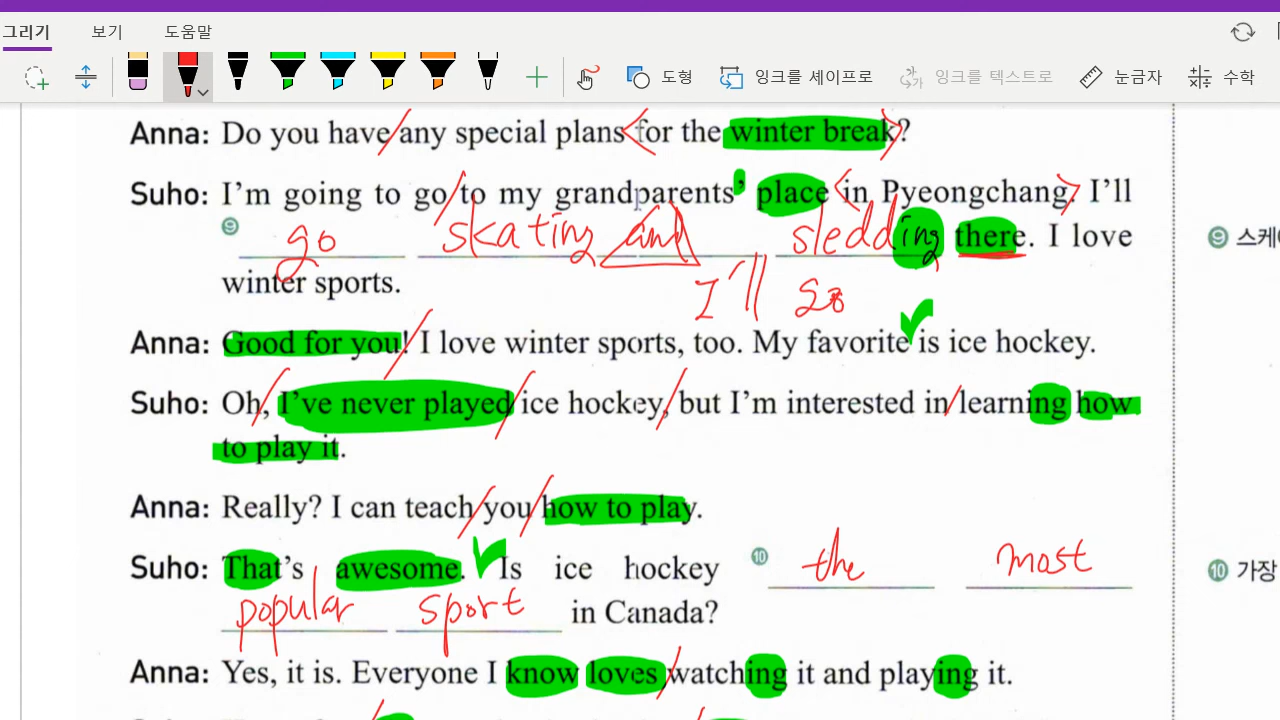 그리기 보기 도움말
도형 잉크를 셰이프로 잉크를 텍스트로 눈금자 수학
Anna: Do you have any special plans for the winter break?
Suho: I'm going to go to my grandparents' place in Pyeongchang. I'll
⑨ go skating and sledding there. I love
I'll go
winter sports.
Anna: Good for you! I love winter sports, too. My favorite is ice hockey.
Suho: Oh, I've never played ice hockey, but I'm interested in learning how
to play it.
Anna: Really? I can teach you how to play.
Suho: That's awesome. Is ice hockey ⑩ the most
popular sport in Canada?
Anna: Yes, it is. Everyone I know loves watching it and playing it.
⑨ 스케
⑩ 가장